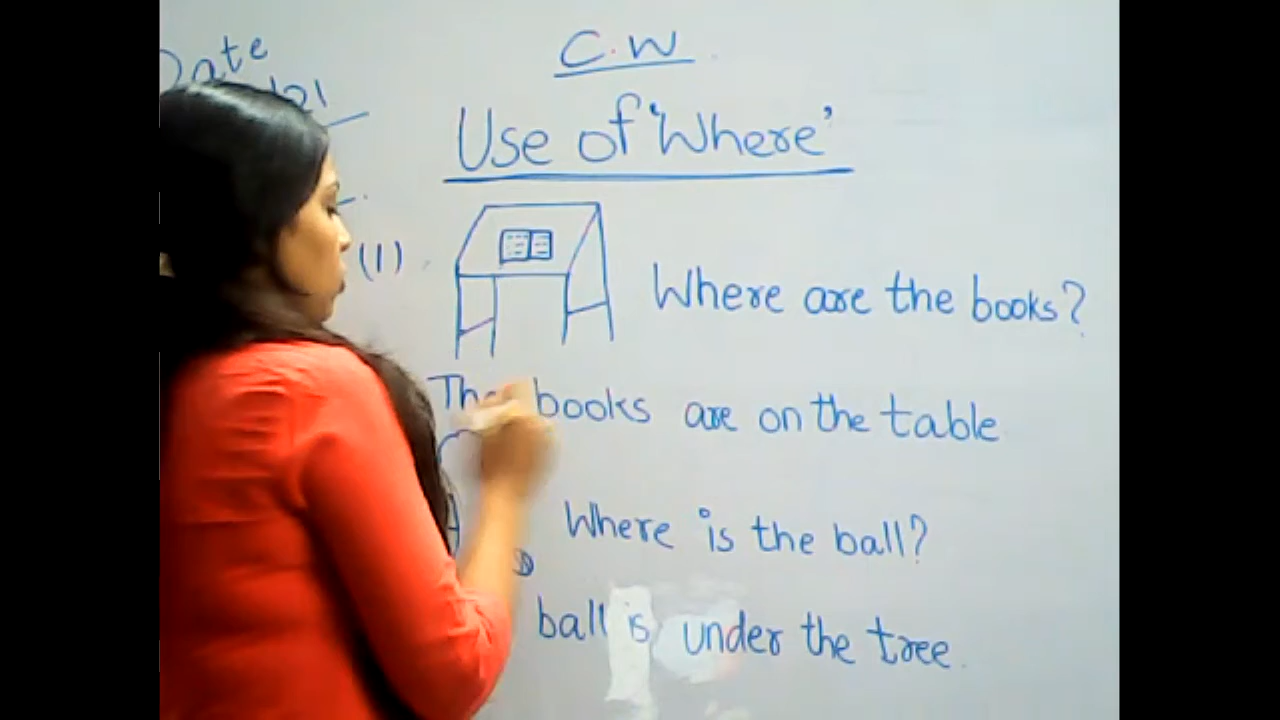 Date
C.W
Use of 'Where'
(1)
Where are the books?
The books are on the table
Where is the ball?
ball is under the tree.